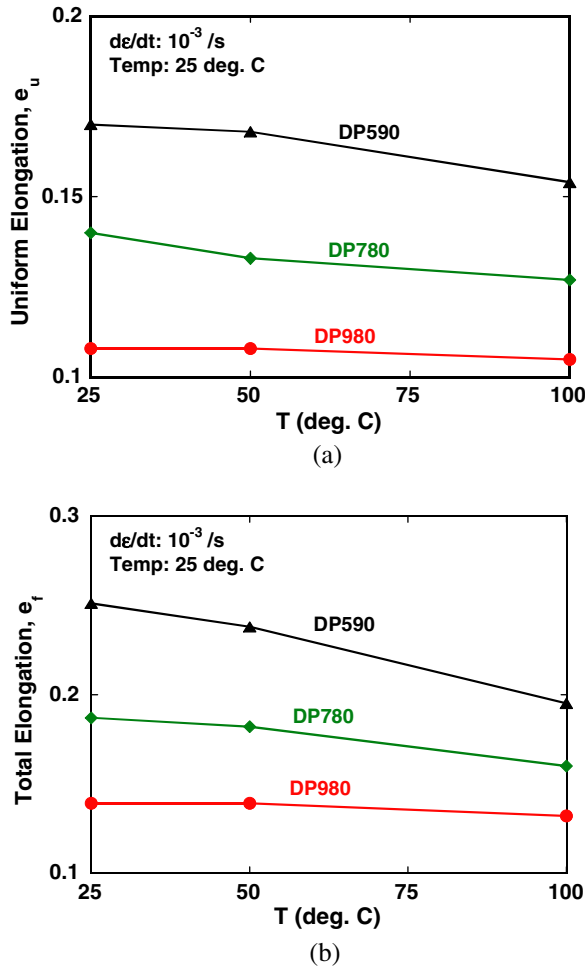 0.2
dε/dt: 10⁻³ /s
Temp: 25 deg. C
DP590
0.15
DP780
DP980
0.1
25 50 75 100
Uniform Elongation, e_u
T (deg. C)
(a)
0.3
dε/dt: 10⁻³ /s
Temp: 25 deg. C
DP590
0.2
DP780
DP980
0.1
25 50 75 100
Total Elongation, e_f
T (deg. C)
(b)